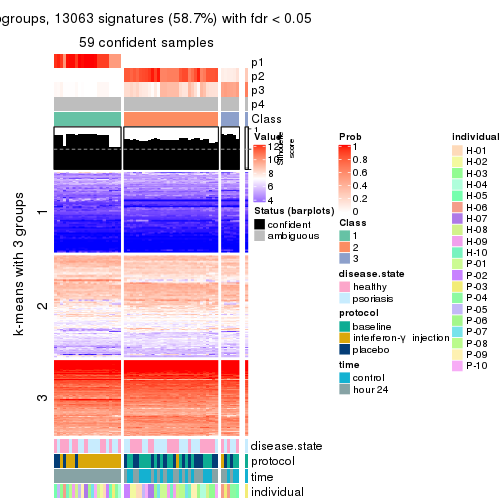 ogroups, 13063 signatures (58.7%) with fdr < 0.05
59 confident samples
p1
p2
p3
p4
Class
1
Silhouette
score
k-means with 3 groups
1
2
3
disease.state
protocol
time
individual
Value
12
10
8
6
4
Status (barplots)
confident
ambiguous
Prob
1
0.8
0.6
0.4
0.2
0
Class
1
2
3
disease.state
healthy
psoriasis
protocol
baseline
interferon-γ injection
placebo
time
control
hour 24
individual
H-01
H-02
H-03
H-04
H-05
H-06
H-07
H-08
H-09
H-10
P-01
P-02
P-03
P-04
P-05
P-06
P-07
P-08
P-09
P-10